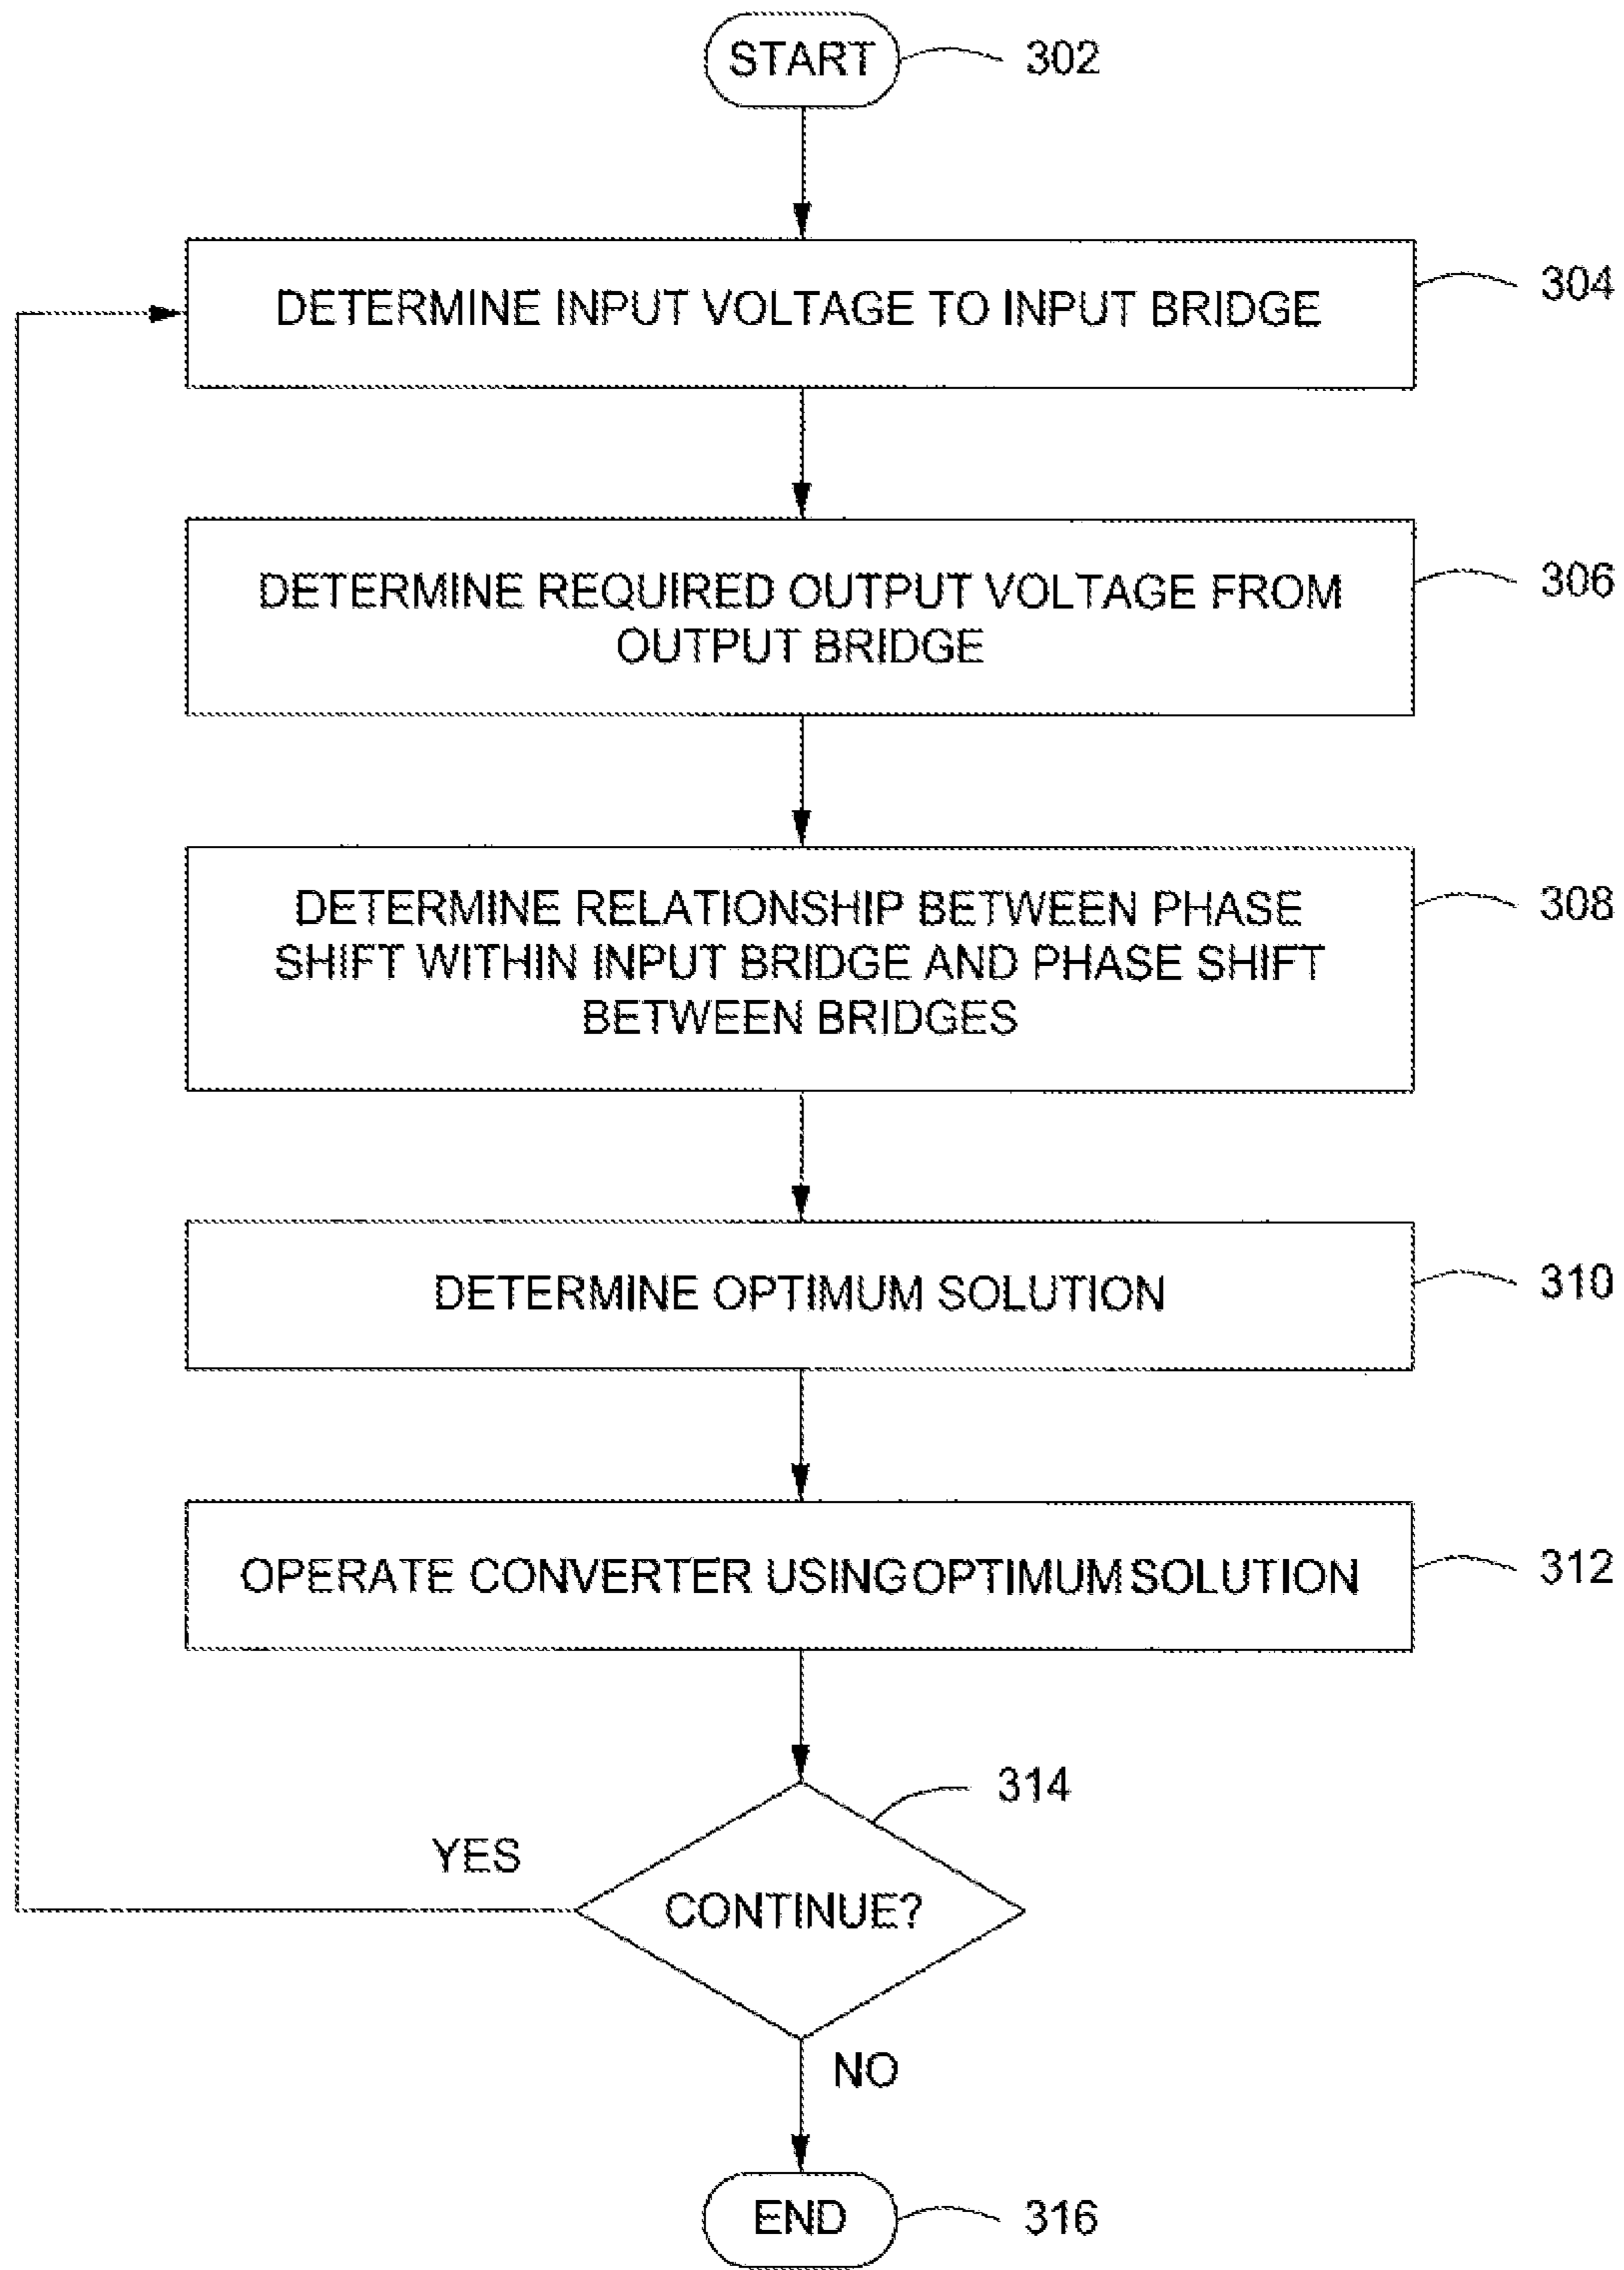 START
302
DETERMINE INPUT VOLTAGE TO INPUT BRIDGE
304
DETERMINE REQUIRED OUTPUT VOLTAGE FROM
OUTPUT BRIDGE
306
DETERMINE RELATIONSHIP BETWEEN PHASE
SHIFT WITHIN INPUT BRIDGE AND PHASE SHIFT
BETWEEN BRIDGES
308
DETERMINE OPTIMUM SOLUTION
310
OPERATE CONVERTER USING OPTIMUM SOLUTION
312
314
YES
CONTINUE?
NO
END
316